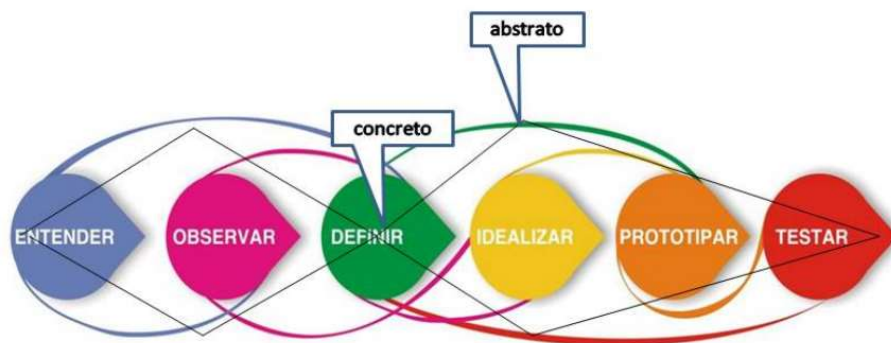 abstrato
concreto
ENTENDER
OBSERVAR
DEFINIR
IDEALIZAR
PROTOTIPAR
TESTAR